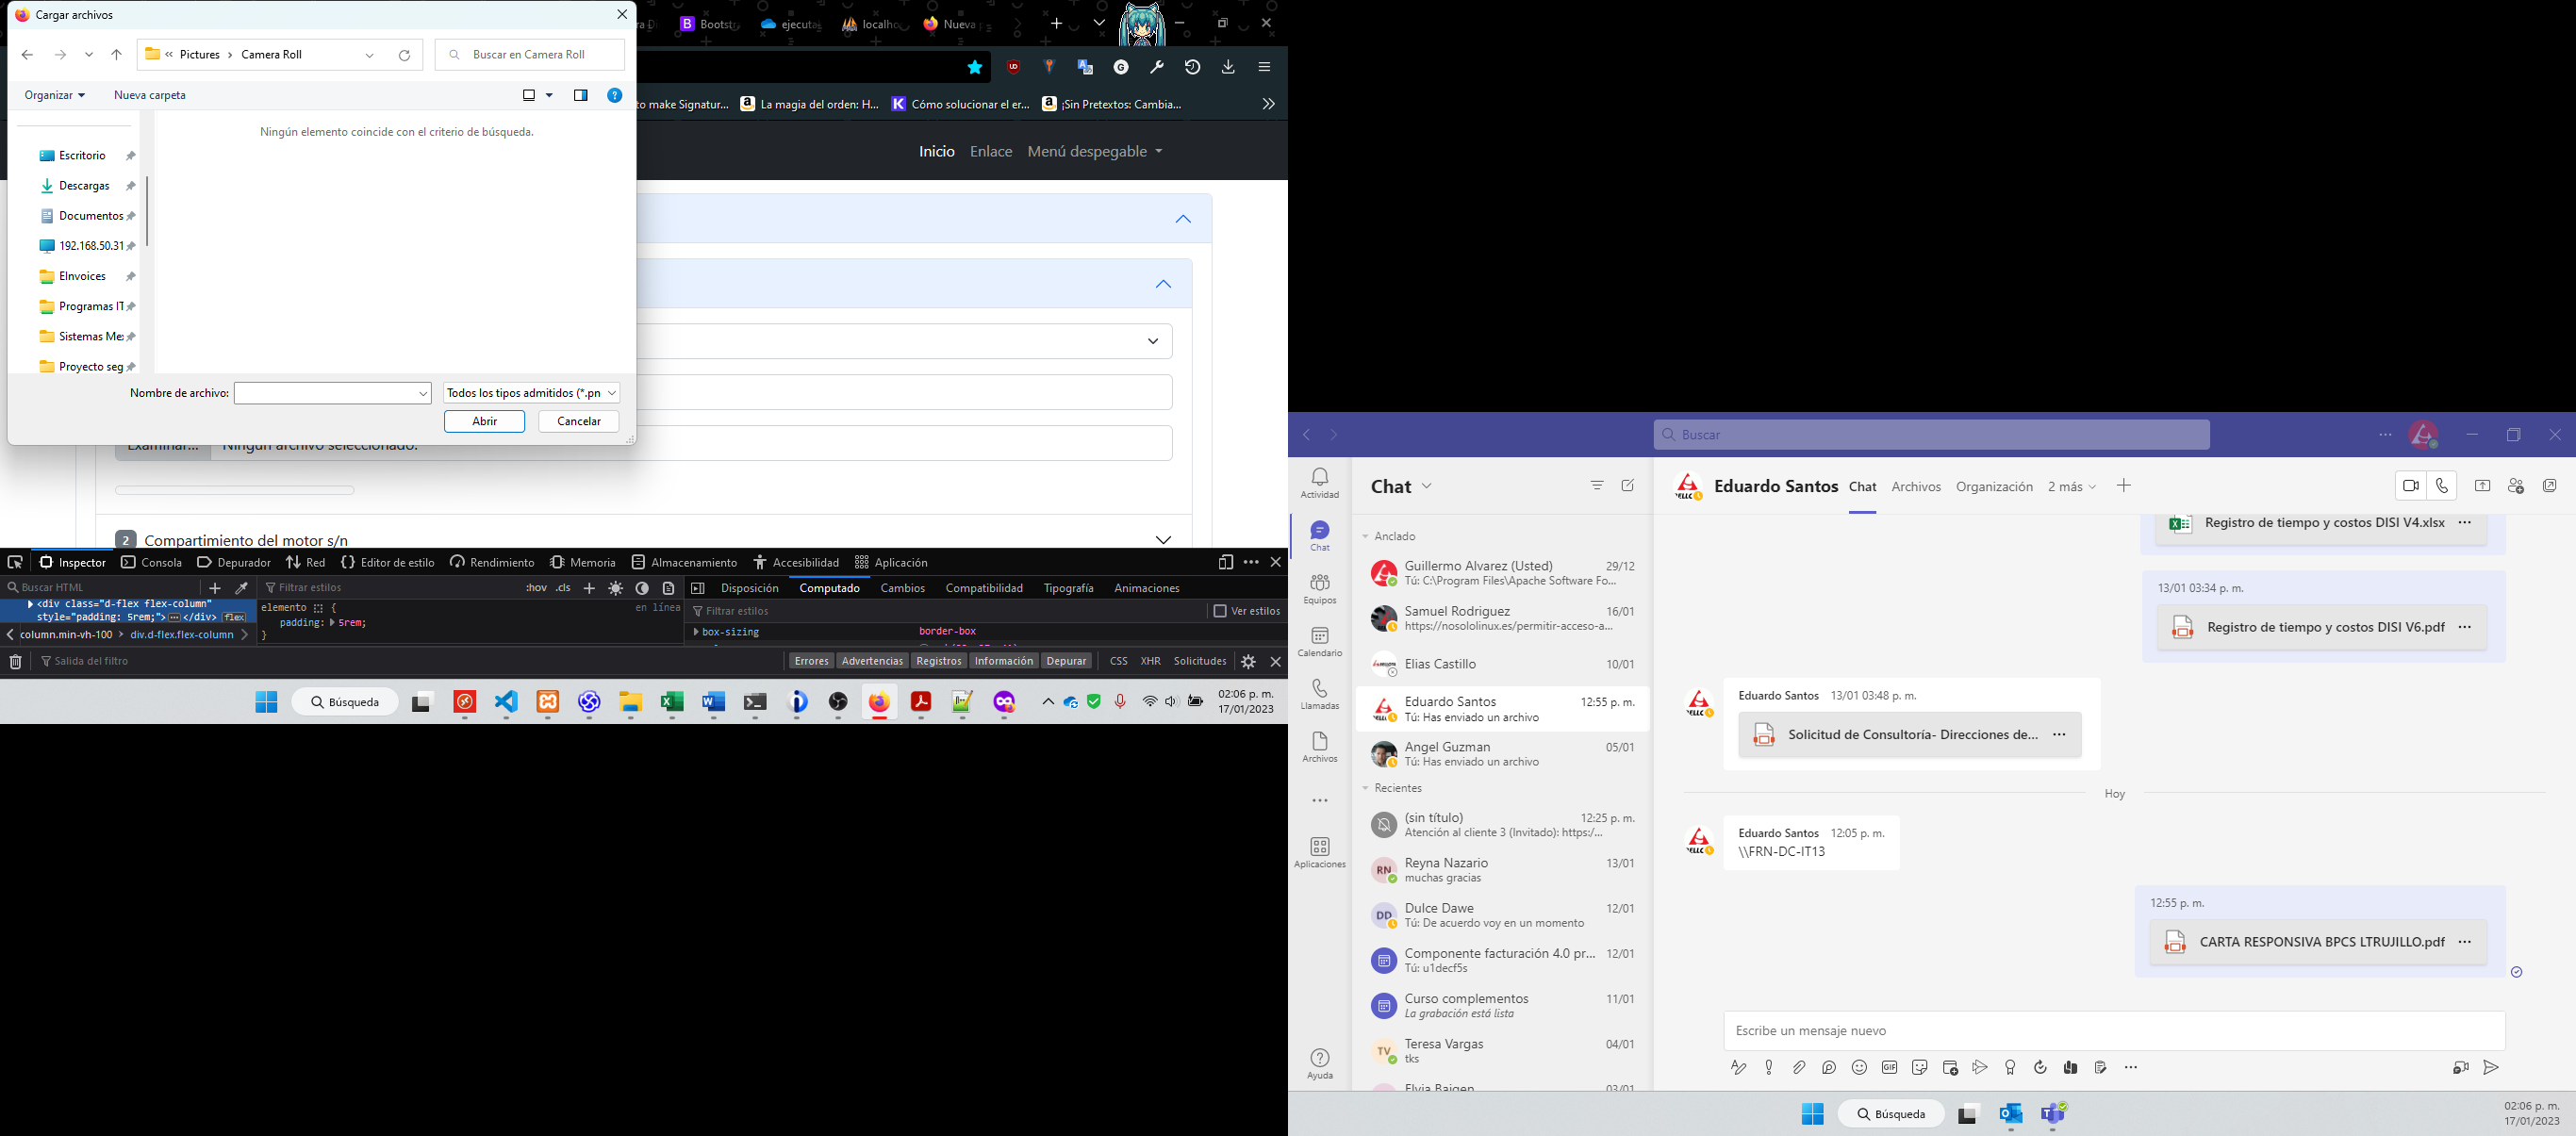 Cargar archivos
« Pictures › Camera Roll
Buscar en Camera Roll
Organizar
Nueva carpeta
Ningún elemento coincide con el criterio de búsqueda.
Escritorio
Descargas
Documentos
192.168.50.31
EInvoices
Programas IT
Sistemas Me
Proyecto seg
Nombre de archivo:
Todos los tipos admitidos (*.pn
Abrir
Cancelar
Bootst
ejecuta
localho
Nueva
to make Signatur...
La magia del orden: H...
Cómo solucionar el er...
¡Sin Pretextos: Cambia...
Inicio
Enlace
Menú despegable
Examinar...
Ningún archivo seleccionado.
2 Compartimiento del motor s/n
Inspector
Consola
Depurador
Red
Editor de estilo
Rendimiento
Memoria
Almacenamiento
Accesibilidad
Aplicación
Buscar HTML
Filtrar estilos
:hov .cls
Disposición
Computado
Cambios
Compatibilidad
Tipografía
Animaciones
<div class="d-flex flex-column"
style="padding: 5rem;"> ··· </div> flex
column.min-vh-100 › div.d-flex.flex-column
elemento {
en línea
padding: 5rem;
}
Filtrar estilos
Ver estilos
box-sizing
border-box
Salida del filtro
Errores
Advertencias
Registros
Información
Depurar
CSS
XHR
Solicitudes
Búsqueda
02:06 p. m.
17/01/2023
Buscar
Actividad
Chat
Equipos
Calendario
Llamadas
Archivos
Aplicaciones
Ayuda
Chat
Anclado
Guillermo Alvarez (Usted) 29/12
Tú: C:\Program Files\Apache Software Fo...
Samuel Rodriguez 16/01
https://nosololinux.es/permitir-acceso-a...
Elias Castillo 10/01
Eduardo Santos 12:55 p. m.
Tú: Has enviado un archivo
Angel Guzman 05/01
Tú: Has enviado un archivo
Recientes
(sin título) 12:25 p. m.
Atención al cliente 3 (Invitado): https:/...
RN Reyna Nazario 13/01
muchas gracias
DD Dulce Dawe 12/01
Tú: De acuerdo voy en un momento
Componente facturación 4.0 pr... 12/01
Tú: u1decf5s
Curso complementos 11/01
La grabación está lista
TV Teresa Vargas 04/01
tks
Elvia Baigen 03/01
Eduardo Santos
Chat
Archivos
Organización
2 más
Registro de tiempo y costos DISI V4.xlsx
13/01 03:34 p. m.
Registro de tiempo y costos DISI V6.pdf
Eduardo Santos 13/01 03:48 p. m.
Solicitud de Consultoría- Direcciones de...
Hoy
Eduardo Santos 12:05 p. m.
\\FRN-DC-IT13
12:55 p. m.
CARTA RESPONSIVA BPCS LTRUJILLO.pdf
Escribe un mensaje nuevo
GIF
Búsqueda
02:06 p. m.
17/01/2023